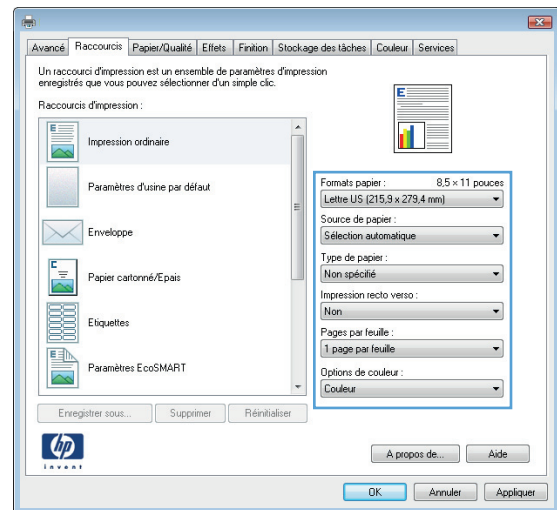 Avancé Raccourcis Papier/Qualité Effets Finition Stockage des tâches Couleur Services
Un raccourci d'impression est un ensemble de paramètres d'impression
enregistrés que vous pouvez sélectionner d'un simple clic.
Raccourcis d'impression :
Impression ordinaire
Paramètres d'usine par défaut
Enveloppe
Papier cartonné/Epais
Etiquettes
Paramètres EcoSMART
Enregistrer sous... Supprimer Réinitialiser
E
Formats papier : 8,5 × 11 pouces
Lettre US (215,9 x 279,4 mm)
Source de papier :
Sélection automatique
Type de papier :
Non spécifié
Impression recto verso :
Non
Pages par feuille :
1 page par feuille
Options de couleur :
Couleur
hp
invent
A propos de... Aide
OK Annuler Appliquer